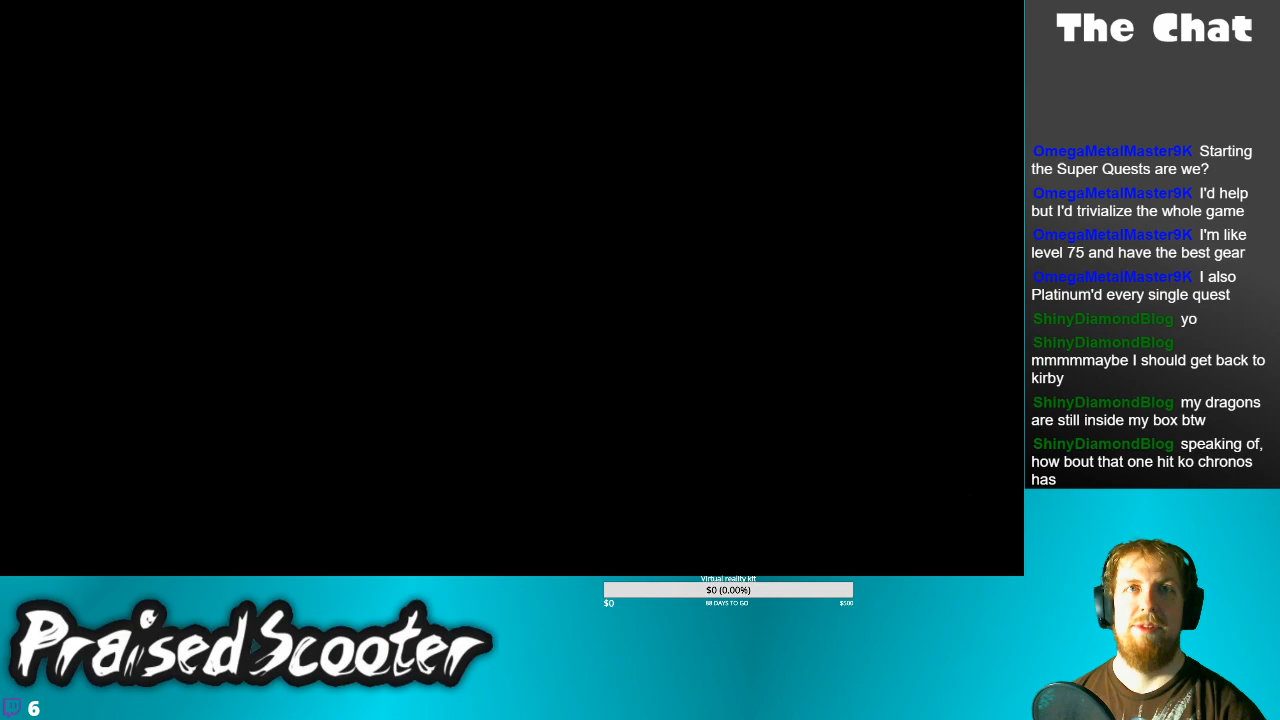 The Chat
OmegaMetalMaster9K Starting
the Super Quests are we?
OmegaMetalMaster9K I'd help
but I'd trivialize the whole game
OmegaMetalMaster9K I'm like
level 75 and have the best gear
OmegaMetalMaster9K I also
Platinum'd every single quest
ShinyDiamondBlog yo
ShinyDiamondBlog
mmmmmaybe I should get back to
kirby
ShinyDiamondBlog my dragons
are still inside my box btw
ShinyDiamondBlog speaking of,
how bout that one hit ko chronos
has
Virtual reality kit
$0 (0.00%)
$0 88 DAYS TO GO $500
Praised Scooter
6